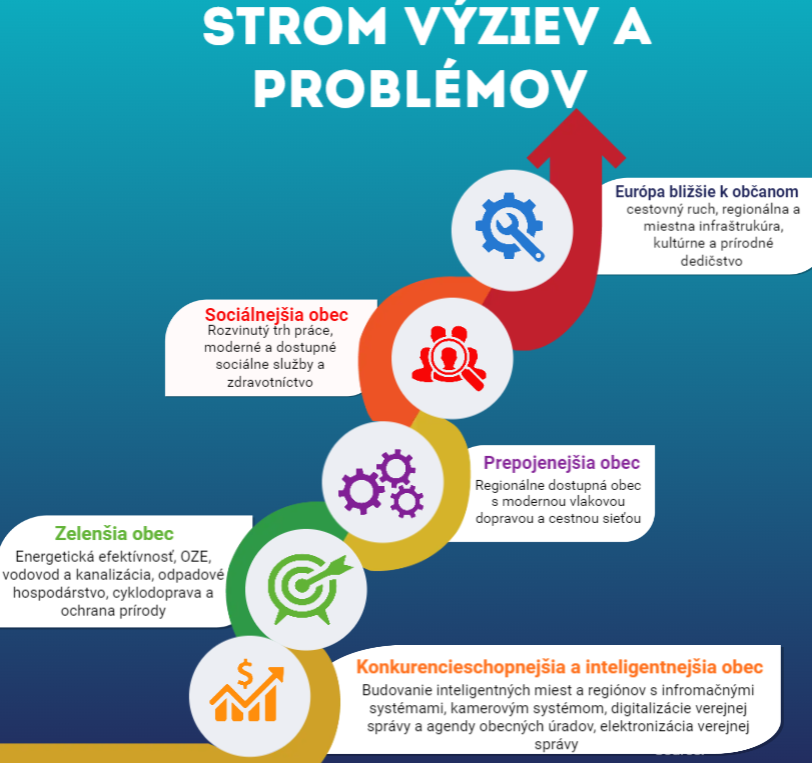 STROM VÝZIEV A
PROBLÉMOV
Európa bližšie k občanom
cestovný ruch, regionálna a
miestna infraštrukúra,
kultúrne a prírodné
dedičstvo
Sociálnejšia obec
Rozvinutý trh práce,
moderné a dostupné
sociálne služby a
zdravotníctvo
Prepojenejšia obec
Regionálne dostupná obec
s modernou vlakovou
dopravou a cestnou sieťou
Zelenšia obec
Energetická efektívnosť, OZE,
vodovod a kanalizácia, odpadové
hospodárstvo, cyklodoprava a
ochrana prírody
$
Konkurencieschopnejšia a inteligentnejšia obec
Budovanie inteligentných miest a regiónov s infromačnými
systémami, kamerovým systémom, digitalizácie verejnej
správy a agendy obecných úradov, elektronizácia verejnej
správy